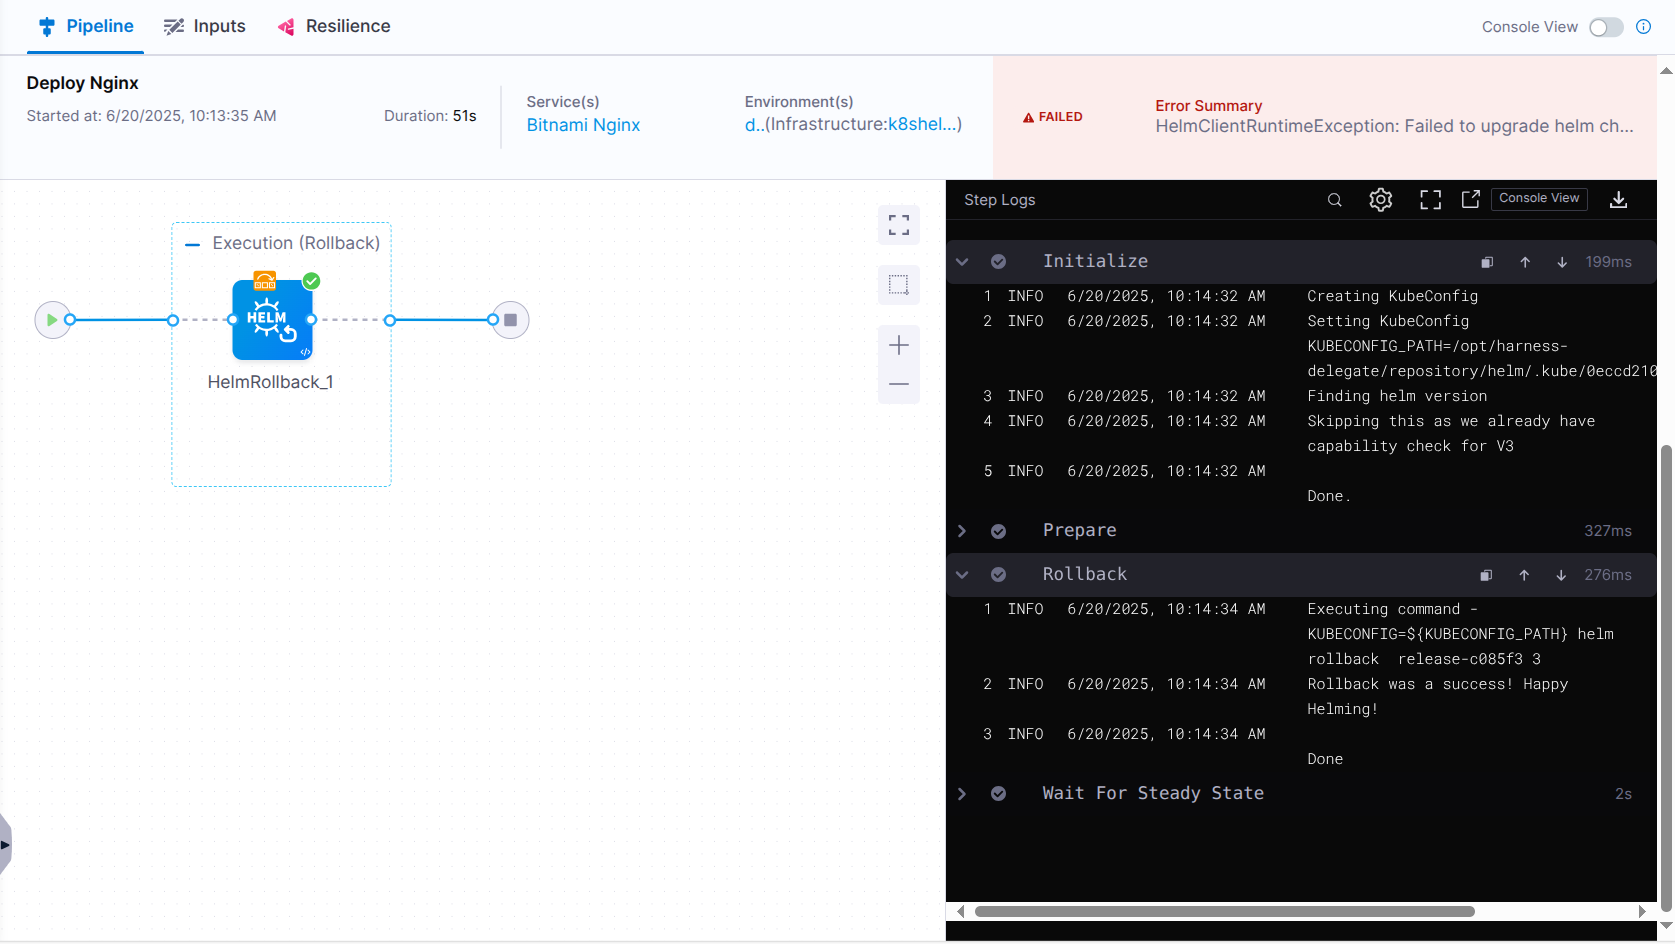 Pipeline
Inputs
Resilience
Console View
Deploy Nginx
Started at: 6/20/2025, 10:13:35 AM
Duration: 51s
Service(s)
Bitnami Nginx
Environment(s)
d..(Infrastructure:k8shel...)
FAILED
Error Summary
HelmClientRuntimeException: Failed to upgrade helm ch...
Execution (Rollback)
HELM
HelmRollback_1
Step Logs
Console View
Initialize 199ms
1 INFO 6/20/2025, 10:14:32 AM Creating KubeConfig
2 INFO 6/20/2025, 10:14:32 AM Setting KubeConfig
KUBECONFIG_PATH=/opt/harness-
delegate/repository/helm/.kube/0eccd210
3 INFO 6/20/2025, 10:14:32 AM Finding helm version
4 INFO 6/20/2025, 10:14:32 AM Skipping this as we already have
capability check for V3
5 INFO 6/20/2025, 10:14:32 AM
Done.
Prepare 327ms
Rollback 276ms
1 INFO 6/20/2025, 10:14:34 AM Executing command -
KUBECONFIG=${KUBECONFIG_PATH} helm
rollback  release-c085f3 3
2 INFO 6/20/2025, 10:14:34 AM Rollback was a success! Happy
Helming!
3 INFO 6/20/2025, 10:14:34 AM
Done
Wait For Steady State 2s